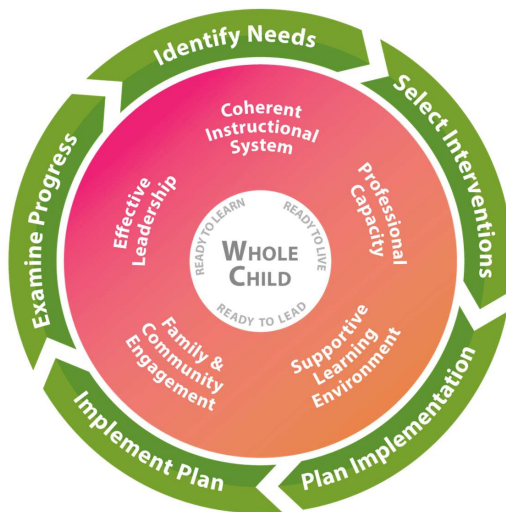 Identify Needs
Select Interventions
Plan Implementation
Implement Plan
Examine Progress
Coherent
Instructional
System
Professional
Capacity
Supportive
Learning
Environment
Family &
Community
Engagement
Effective
Leadership
READY TO LEARN
READY TO LIVE
READY TO LEAD
WHOLE
CHILD